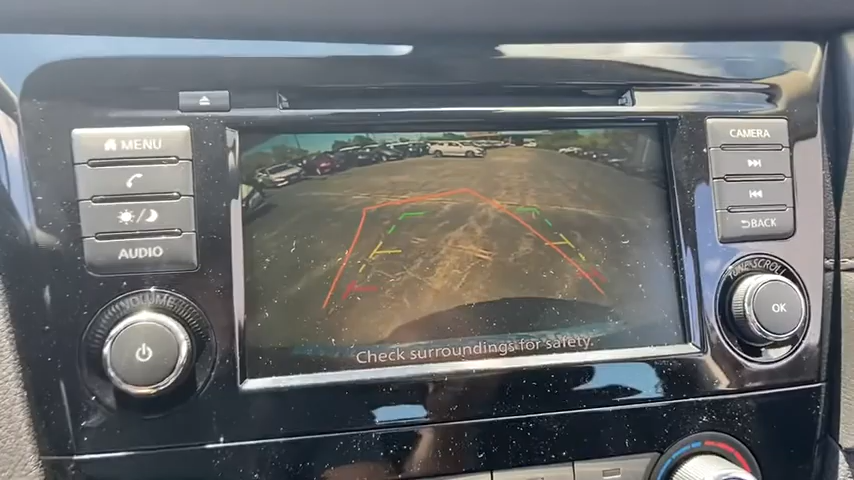 MENU
AUDIO
VOLUME
CAMERA
BACK
TUNE·SCROLL
OK
Check surroundings for safety